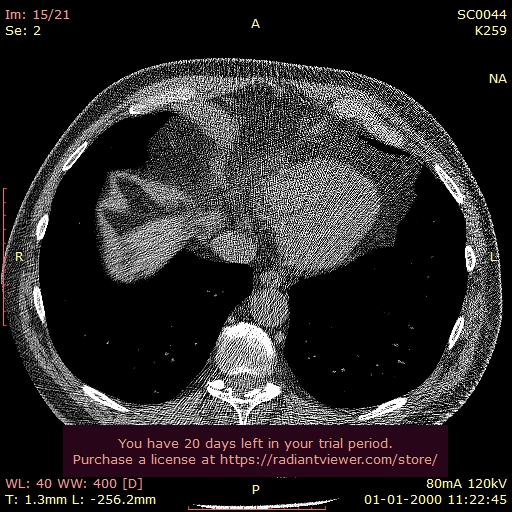 Im: 15/21
Se: 2
A
SC0044
K259
NA
R
L
You have 20 days left in your trial period.
Purchase a license at https://radiantviewer.com/store/
WL: 40 WW: 400 [D]
T: 1.3mm L: -256.2mm
P
80mA 120kV
01-01-2000 11:22:45